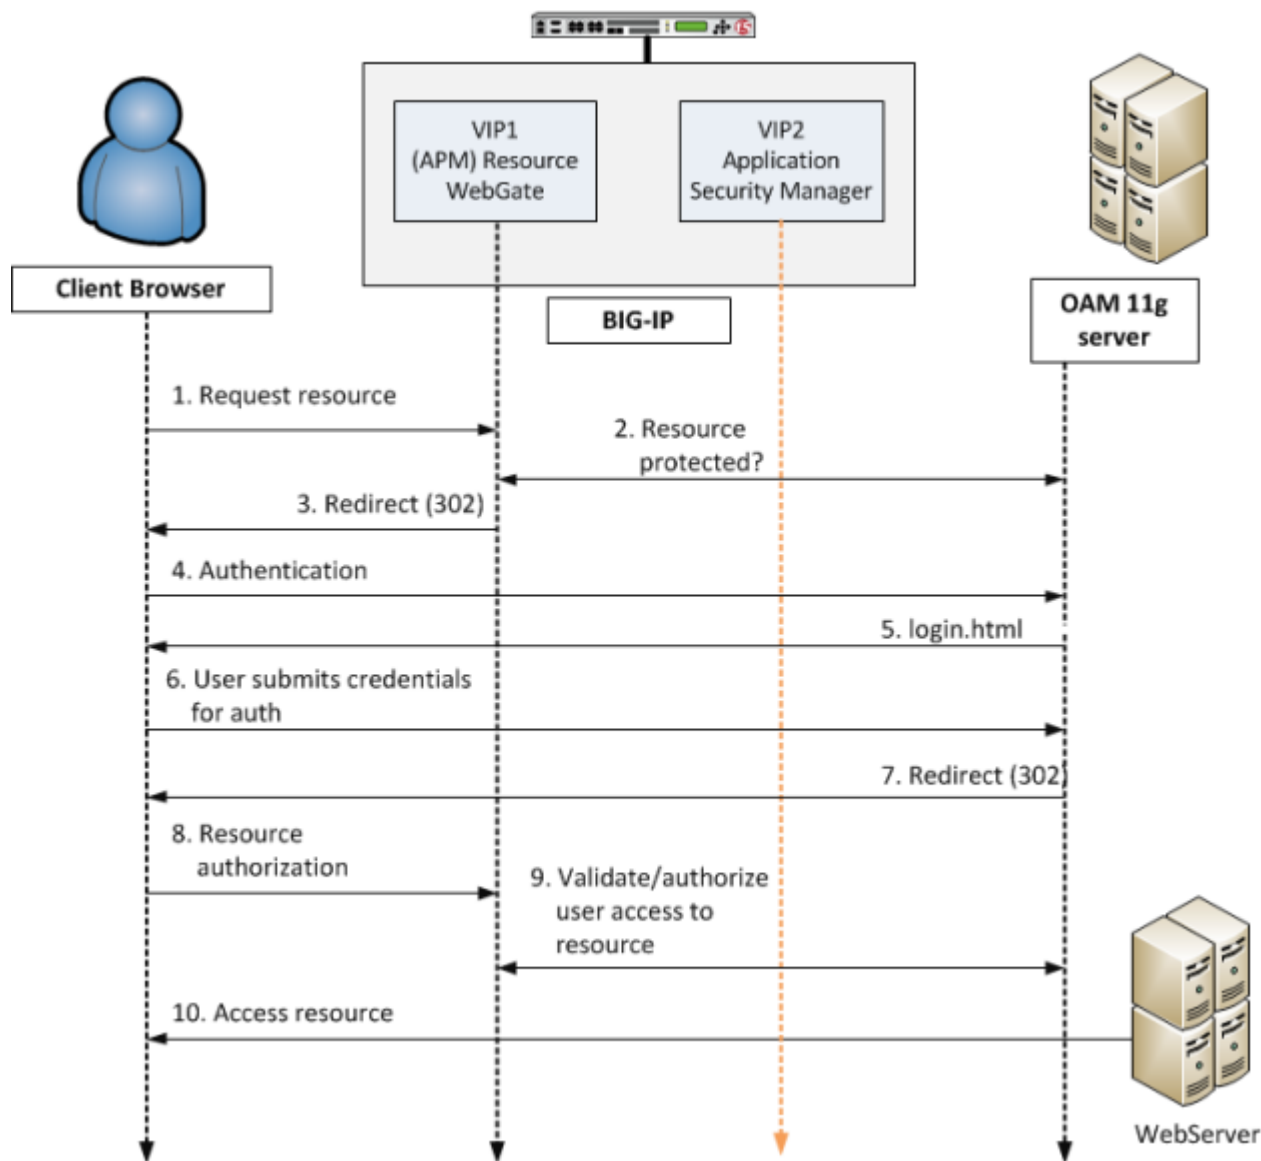 f5
VIP1
(APM) Resource
WebGate
VIP2
Application
Security Manager
Client Browser
BIG-IP
OAM 11g
server
1. Request resource
2. Resource
protected?
3. Redirect (302)
4. Authentication
5. login.html
6. User submits credentials
for auth
7. Redirect (302)
8. Resource
authorization
9. Validate/authorize
user access to
resource
10. Access resource
WebServer